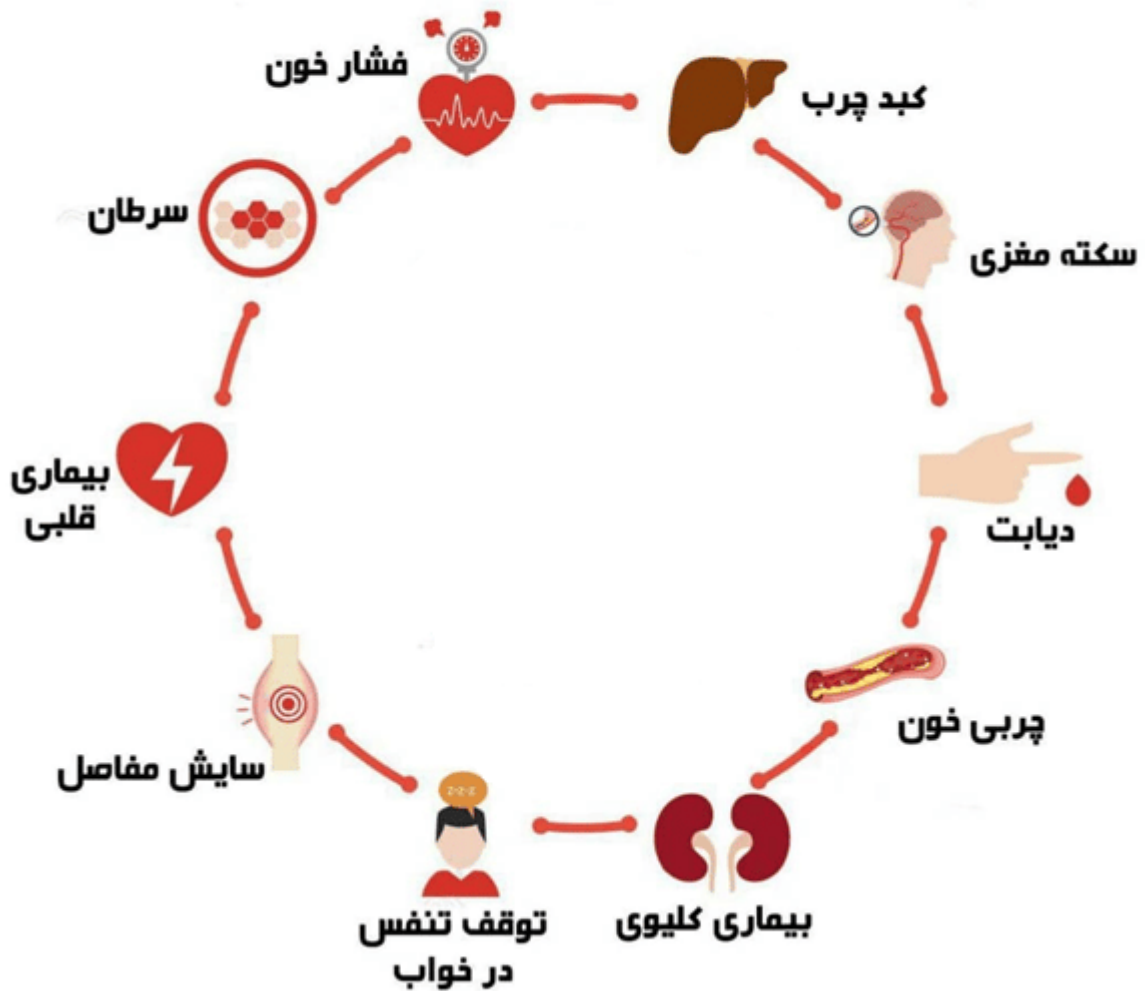 فشار خون
کبد چرب
سکته مغزی
دیابت
چربی خون
بیماری کلیوی
توقف تنفس
در خواب
سایش مفاصل
بیماری
قلبی
سرطان
z-z-z